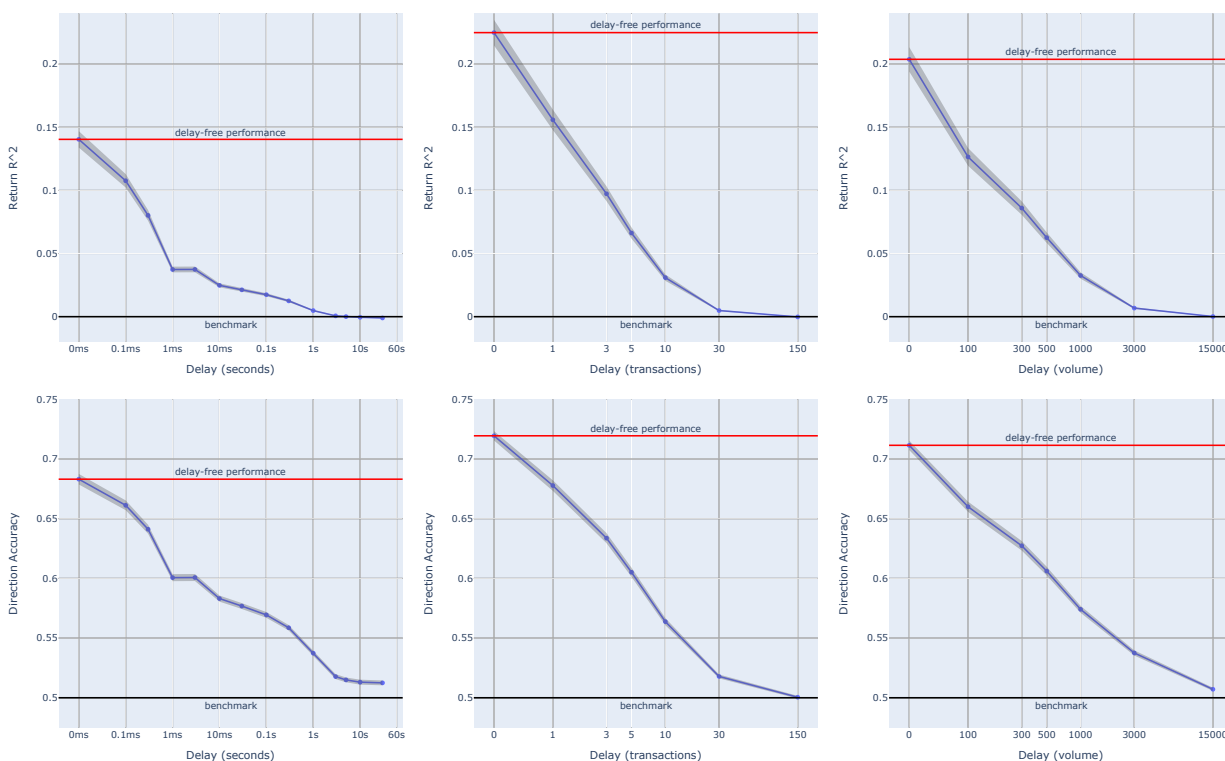 delay-free performance
0.2
0.15
0.1
0.05
0
Return R^2
delay-free performance
benchmark
0ms 0.1ms 1ms 10ms 0.1s 1s 10s 60s
Delay (seconds)
0.2
0.15
0.1
0.05
0
Return R^2
benchmark
0 1 3 5 10 30 150
Delay (transactions)
delay-free performance
0.2
0.15
0.1
0.05
0
Return R^2
benchmark
0 100 300 500 1000 3000 15000
Delay (volume)
0.75
0.7
0.65
0.6
0.55
0.5
Direction Accuracy
delay-free performance
benchmark
0ms 0.1ms 1ms 10ms 0.1s 1s 10s 60s
Delay (seconds)
0.75
0.7
0.65
0.6
0.55
0.5
Direction Accuracy
delay-free performance
benchmark
0 1 3 5 10 30 150
Delay (transactions)
0.75
0.7
0.65
0.6
0.55
0.5
Direction Accuracy
delay-free performance
benchmark
0 100 300 500 1000 3000 15000
Delay (volume)